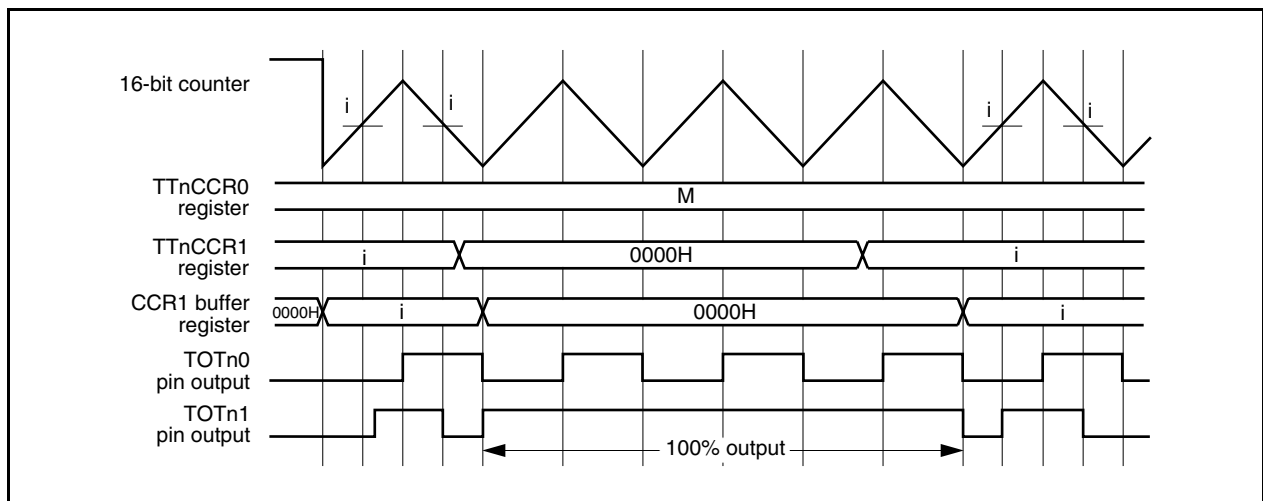 16-bit counter
i
i
i
i
TTnCCR0
register
M
TTnCCR1
register
i
0000H
i
CCR1 buffer
register
0000H
i
0000H
i
TOTn0
pin output
TOTn1
pin output
100% output